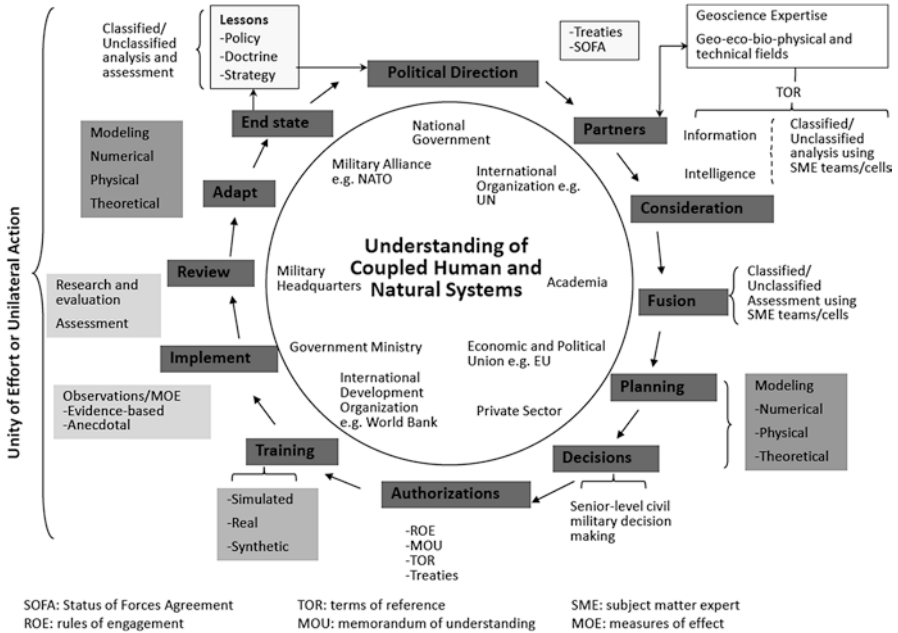 Unity of Effort or Unilateral Action
Classified/
Unclassified
analysis and
assessment
Lessons
-Policy
-Doctrine
-Strategy
Political Direction
-Treaties
-SOFA
Geoscience Expertise
Geo-eco-bio-physical and
technical fields
TOR
Partners
Information
Intelligence
Classified/
Unclassified
analysis using
SME teams/cells
Consideration
Fusion
Classified/
Unclassified
Assessment using
SME teams/cells
Planning
Modeling
-Numerical
-Physical
-Theoretical
Decisions
Senior-level civil
military decision
making
Authorizations
-ROE
-MOU
-TOR
-Treaties
Training
-Simulated
-Real
-Synthetic
Implement
Observations/MOE
-Evidence-based
-Anecdotal
Review
Research and
evaluation
Assessment
Adapt
Modeling
Numerical
Physical
Theoretical
End state
National
Government
Military Alliance
e.g. NATO
International
Organization e.g.
UN
Understanding of
Coupled Human and
Natural Systems
Military
Headquarters
Academia
Government Ministry
Economic and Political
Union e.g. EU
International
Development
Organization
e.g. World Bank
Private Sector
SOFA: Status of Forces Agreement
TOR: terms of reference
SME: subject matter expert
ROE: rules of engagement
MOU: memorandum of understanding
MOE: measures of effect